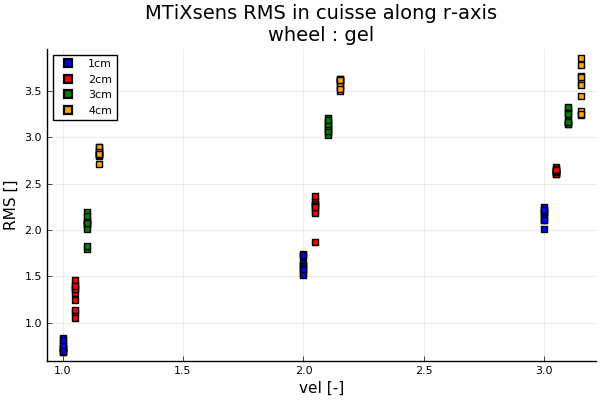 MTiXsens RMS in cuisse along r-axis
wheel : gel
1cm
2cm
3cm
4cm
RMS []
3.5
3.0
2.5
2.0
1.5
1.0
1.0 1.5 2.0 2.5 3.0
vel [-]